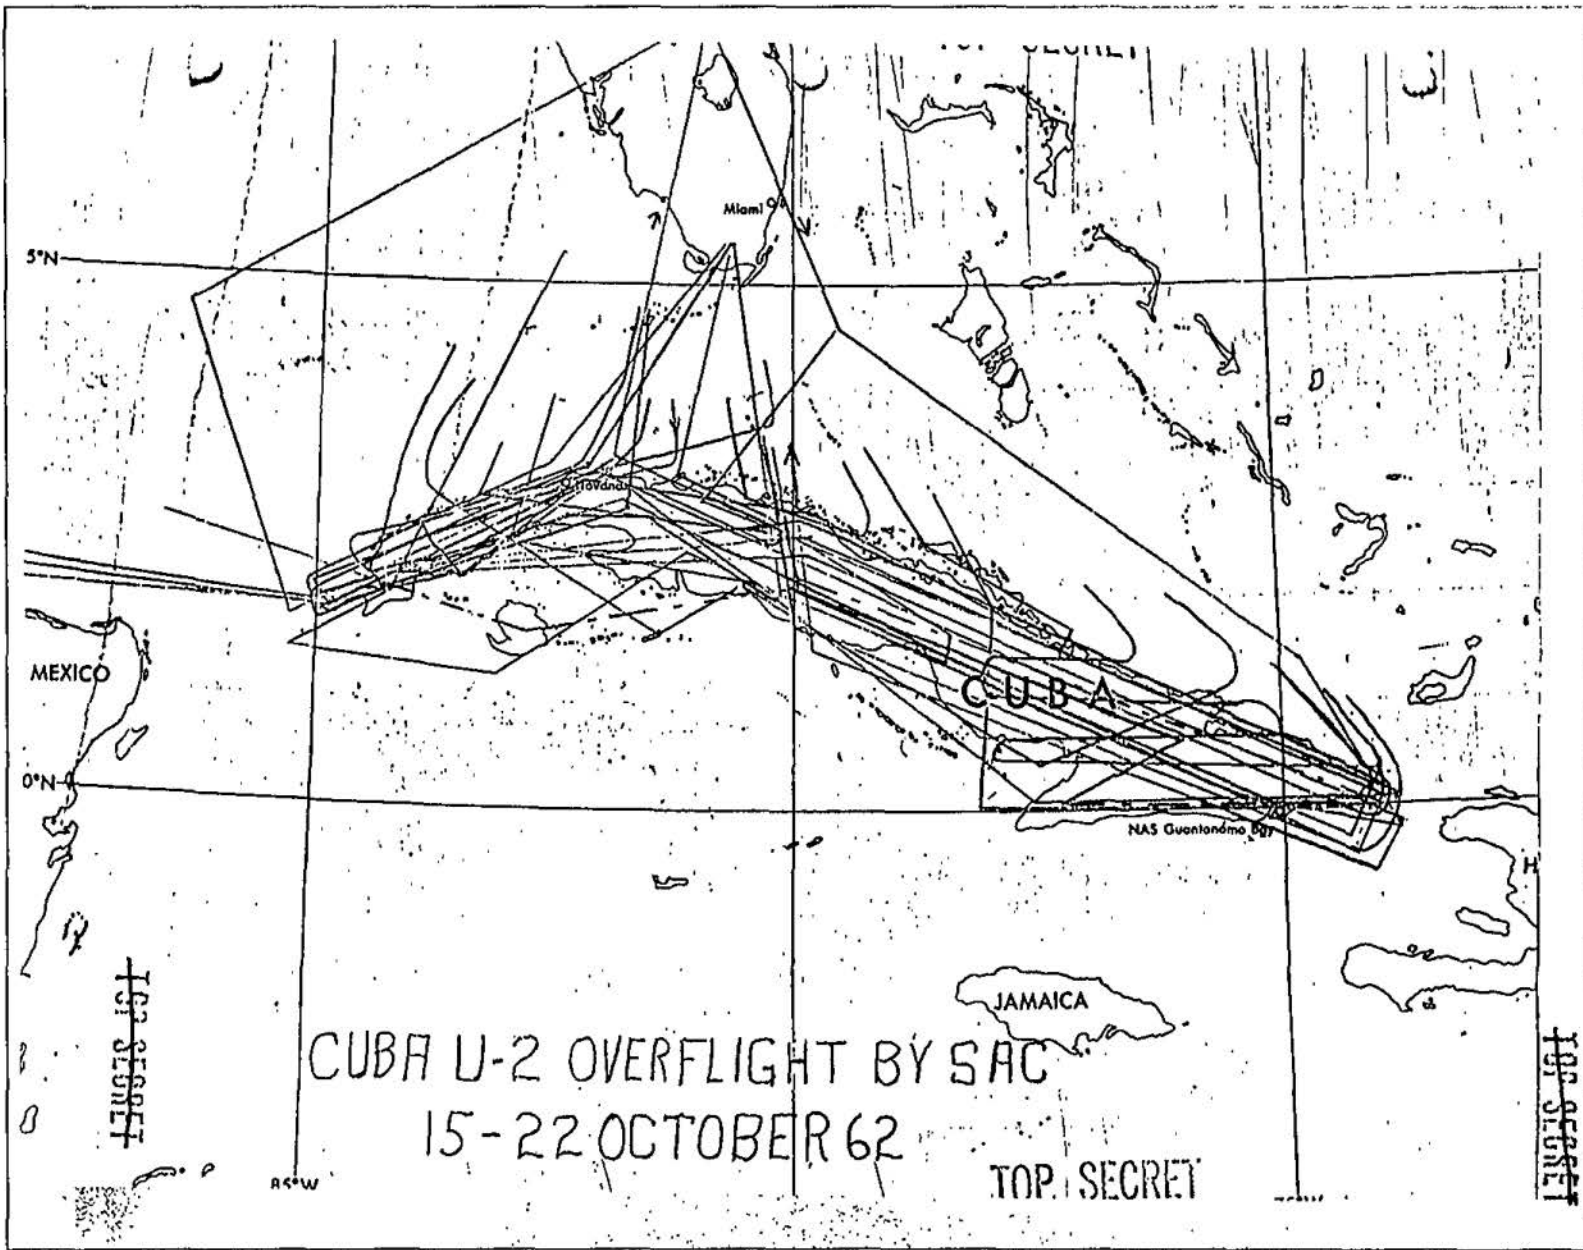 TOP SECRET
Miami
5°N
Havana
MEXICO
CUBA
0°N
NAS Guantanamo Bay
H
JAMAICA
TOP SECRET
TOP SECRET
CUBA U-2 OVERFLIGHT BY SAC
15-22 OCTOBER 62
85°W
TOP SECRET